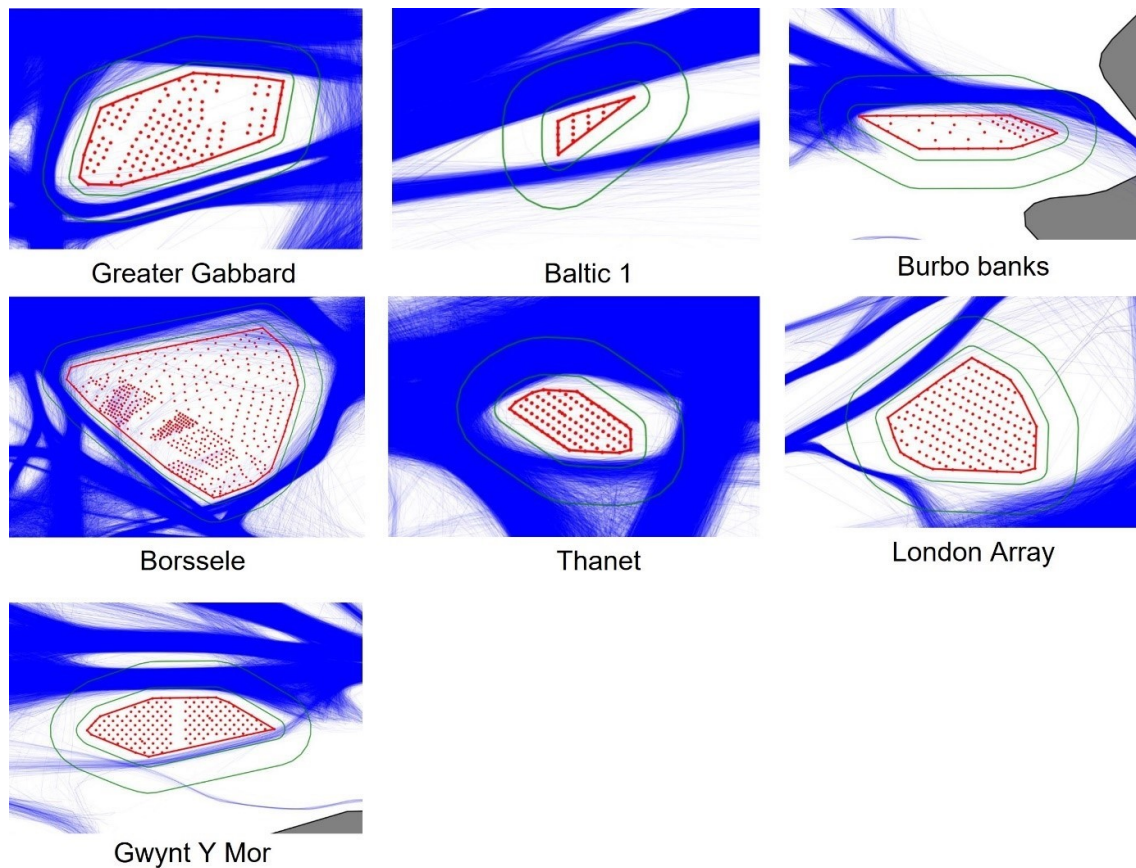 Greater Gabbard
Baltic 1
Burbo banks
Borssele
Thanet
London Array
Gwynt Y Mor